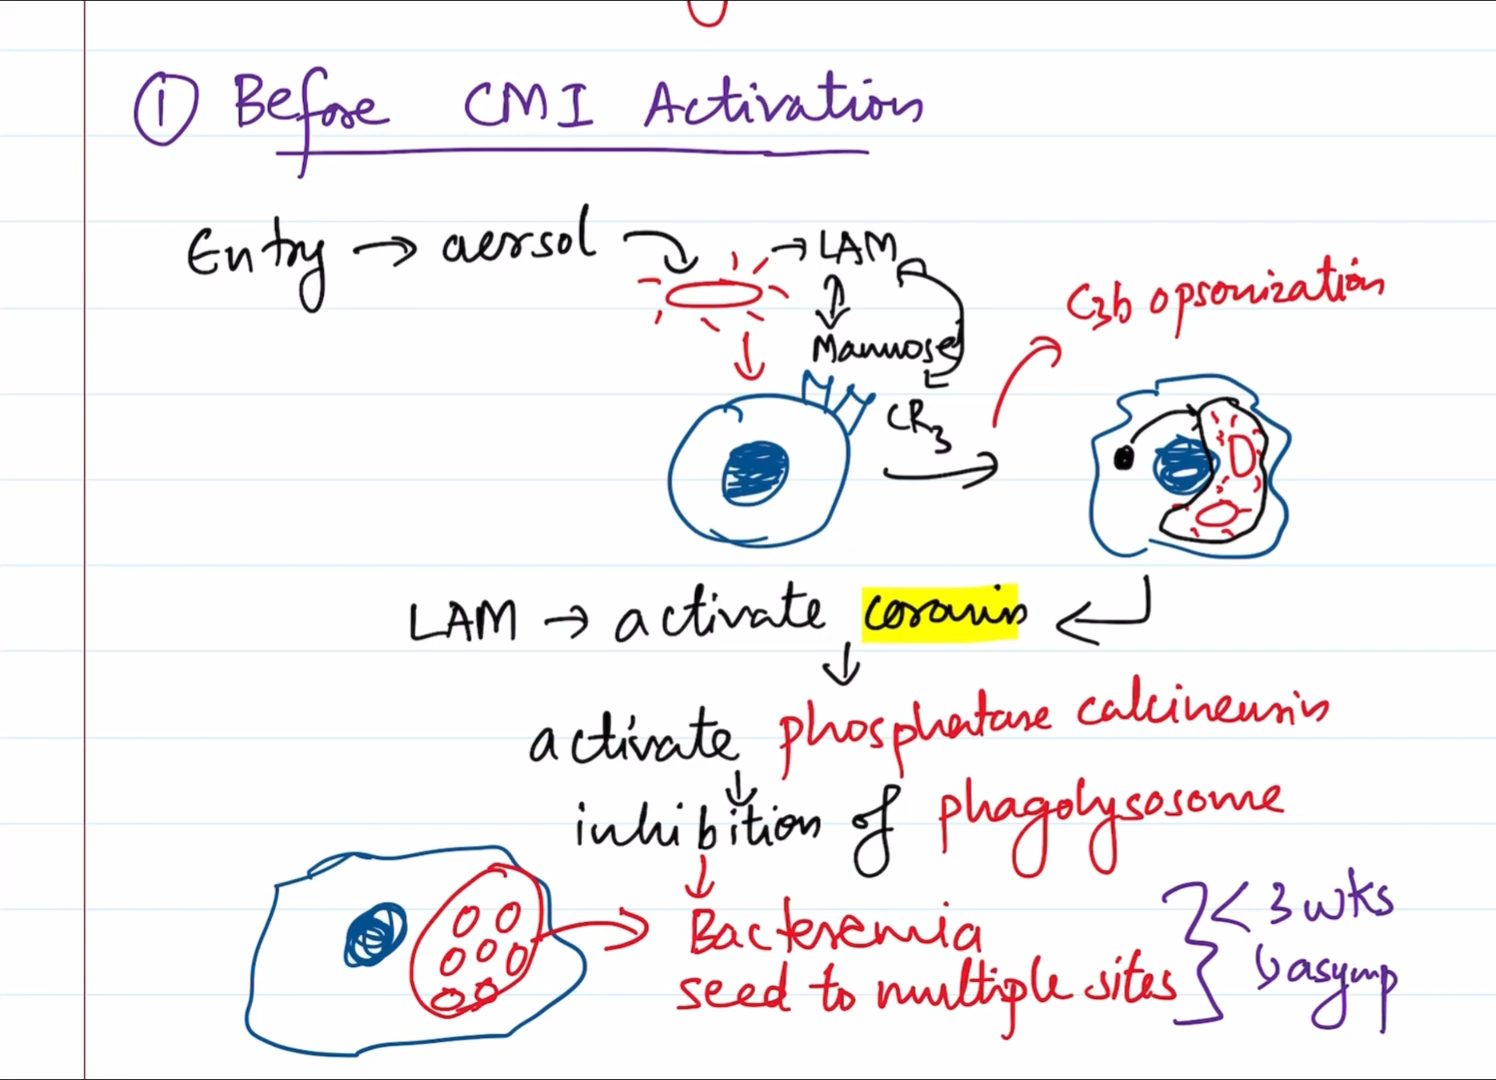 ① Before CMI Activation
Entry → aersol → LAM
Mannose
CR3
C3b opsonization
LAM → activate coronin
activate phosphatase calcineurin
inhibition of phagolysosome
Bacteremia
seed to multiple sites
< 3 wks
↳ asymp